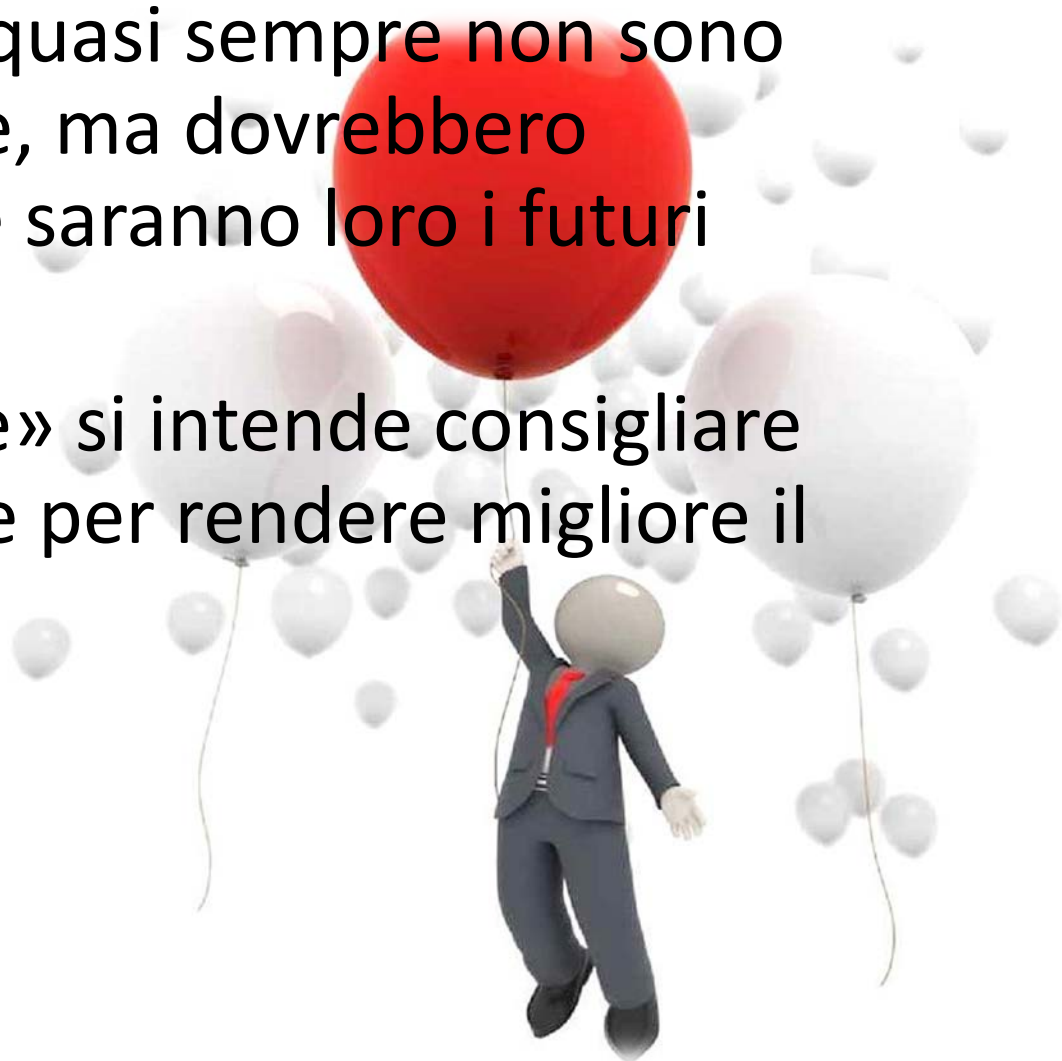 quasi sempre non sono
e, ma dovrebbero
e saranno loro i futuri
e» si intende consigliare
e per rendere migliore il